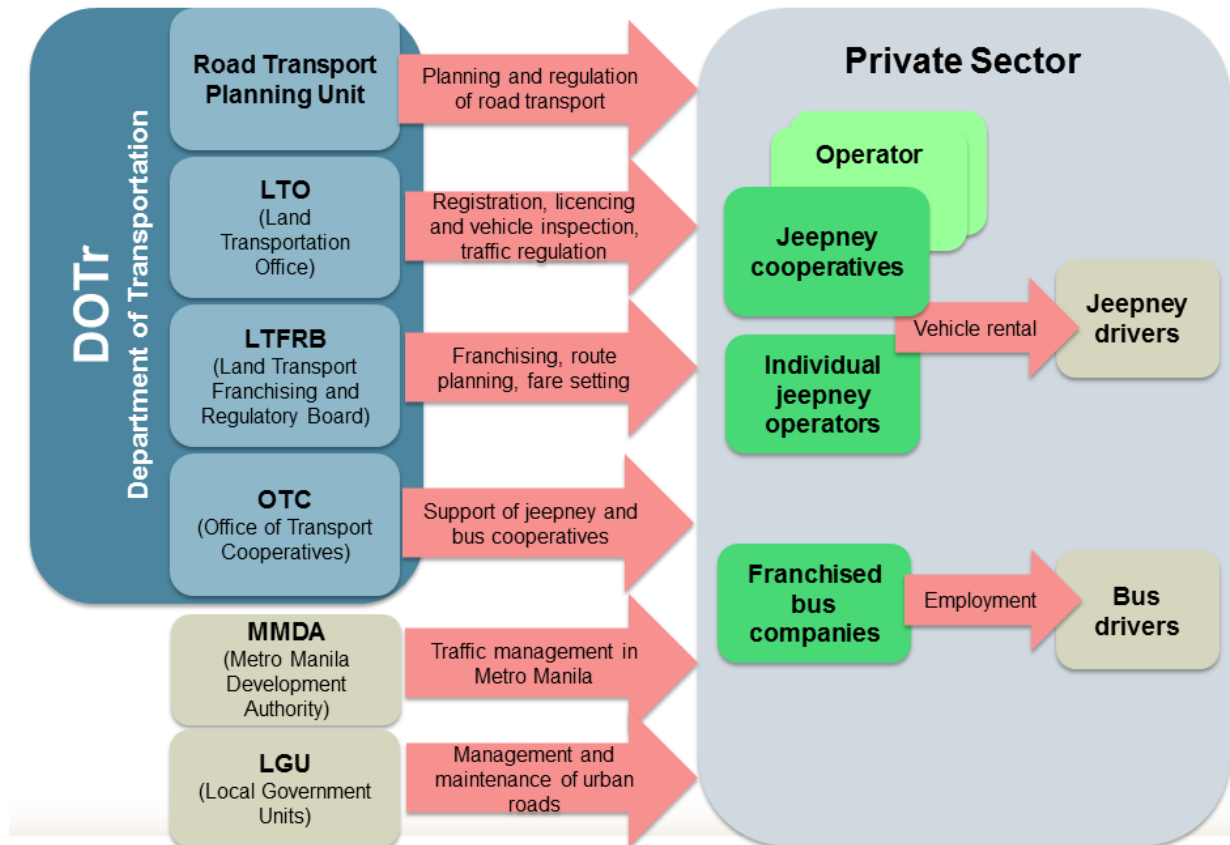 DOTr
Department of Transportation
Road Transport
Planning Unit
Planning and regulation
of road transport
LTO
(Land
Transportation
Office)
Registration, licencing
and vehicle inspection,
traffic regulation
LTFRB
(Land Transport
Franchising and
Regulatory Board)
Franchising, route
planning, fare setting
OTC
(Office of Transport
Cooperatives)
Support of jeepney and
bus cooperatives
MMDA
(Metro Manila
Development
Authority)
Traffic management in
Metro Manila
LGU
(Local Government
Units)
Management and
maintenance of urban
roads
Private Sector
Operator
Jeepney
cooperatives
Individual
jeepney
operators
Vehicle rental
Jeepney
drivers
Franchised
bus
companies
Employment
Bus
drivers